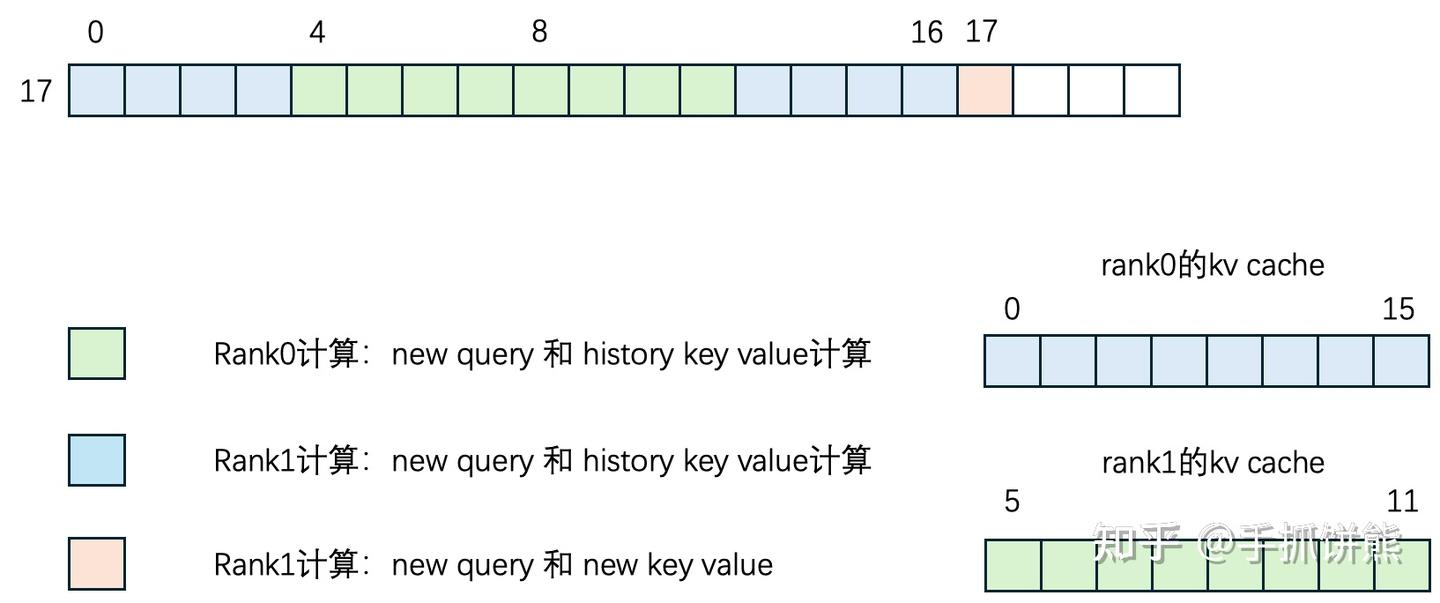 0 4 8 16 17
17
rank0的kv cache
0 15
Rank0计算：new query 和 history key value计算
Rank1计算：new query 和 history key value计算
rank1的kv cache
5 11
Rank1计算：new query 和 new key value
知乎 @手抓饼熊